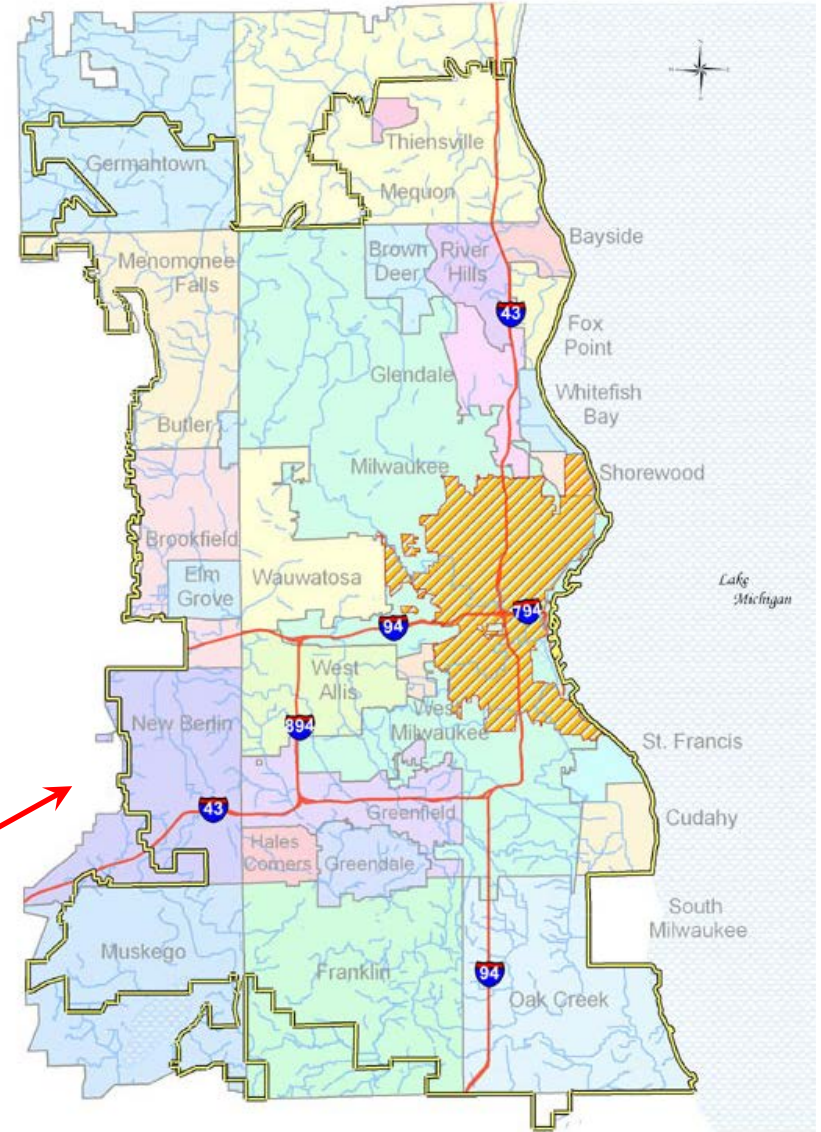 Thiensville
Germantown
Mequon
Bayside
Brown
Deer
River
Hills
Menomonee
Falls
43
Fox
Point
Glendale
Whitefish
Bay
Butler
Milwaukee
Shorewood
Brookfield
Elm
Grove
Wauwatosa
Lake
Michigan
794
94
West
Allis
New Berlin
894
West
Milwaukee
St. Francis
43
Greenfield
Cudahy
Hales
Corners
Greendale
South
Milwaukee
Muskego
Franklin
94
Oak Creek